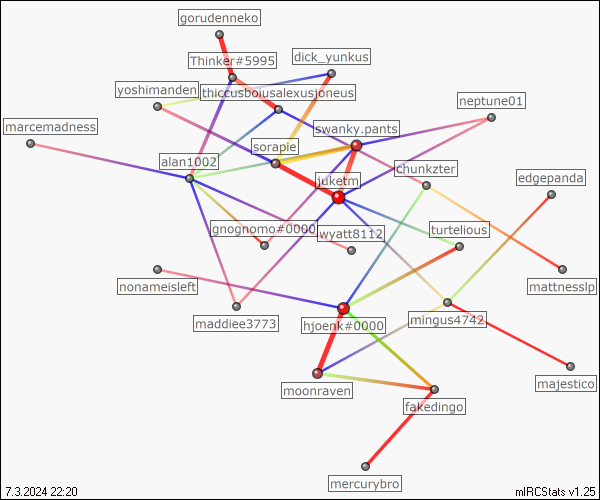 gorudenneko
Thinker#5995
dick_yunkus
yoshimanden
thiccusboiusalexusjoneus
neptune01
marcemadness
swanky.pants
sorapie
alan1002
chunkzter
juketm
edgepanda
gnognomo#0000
wyatt8112
turtelious
nonameisleft
mattnesslp
maddiee3773
hjoenk#0000
mingus4742
moonraven
majestico
fakedingo
mercurybro
7.3.2024 22:20
mIRCStats v1.25